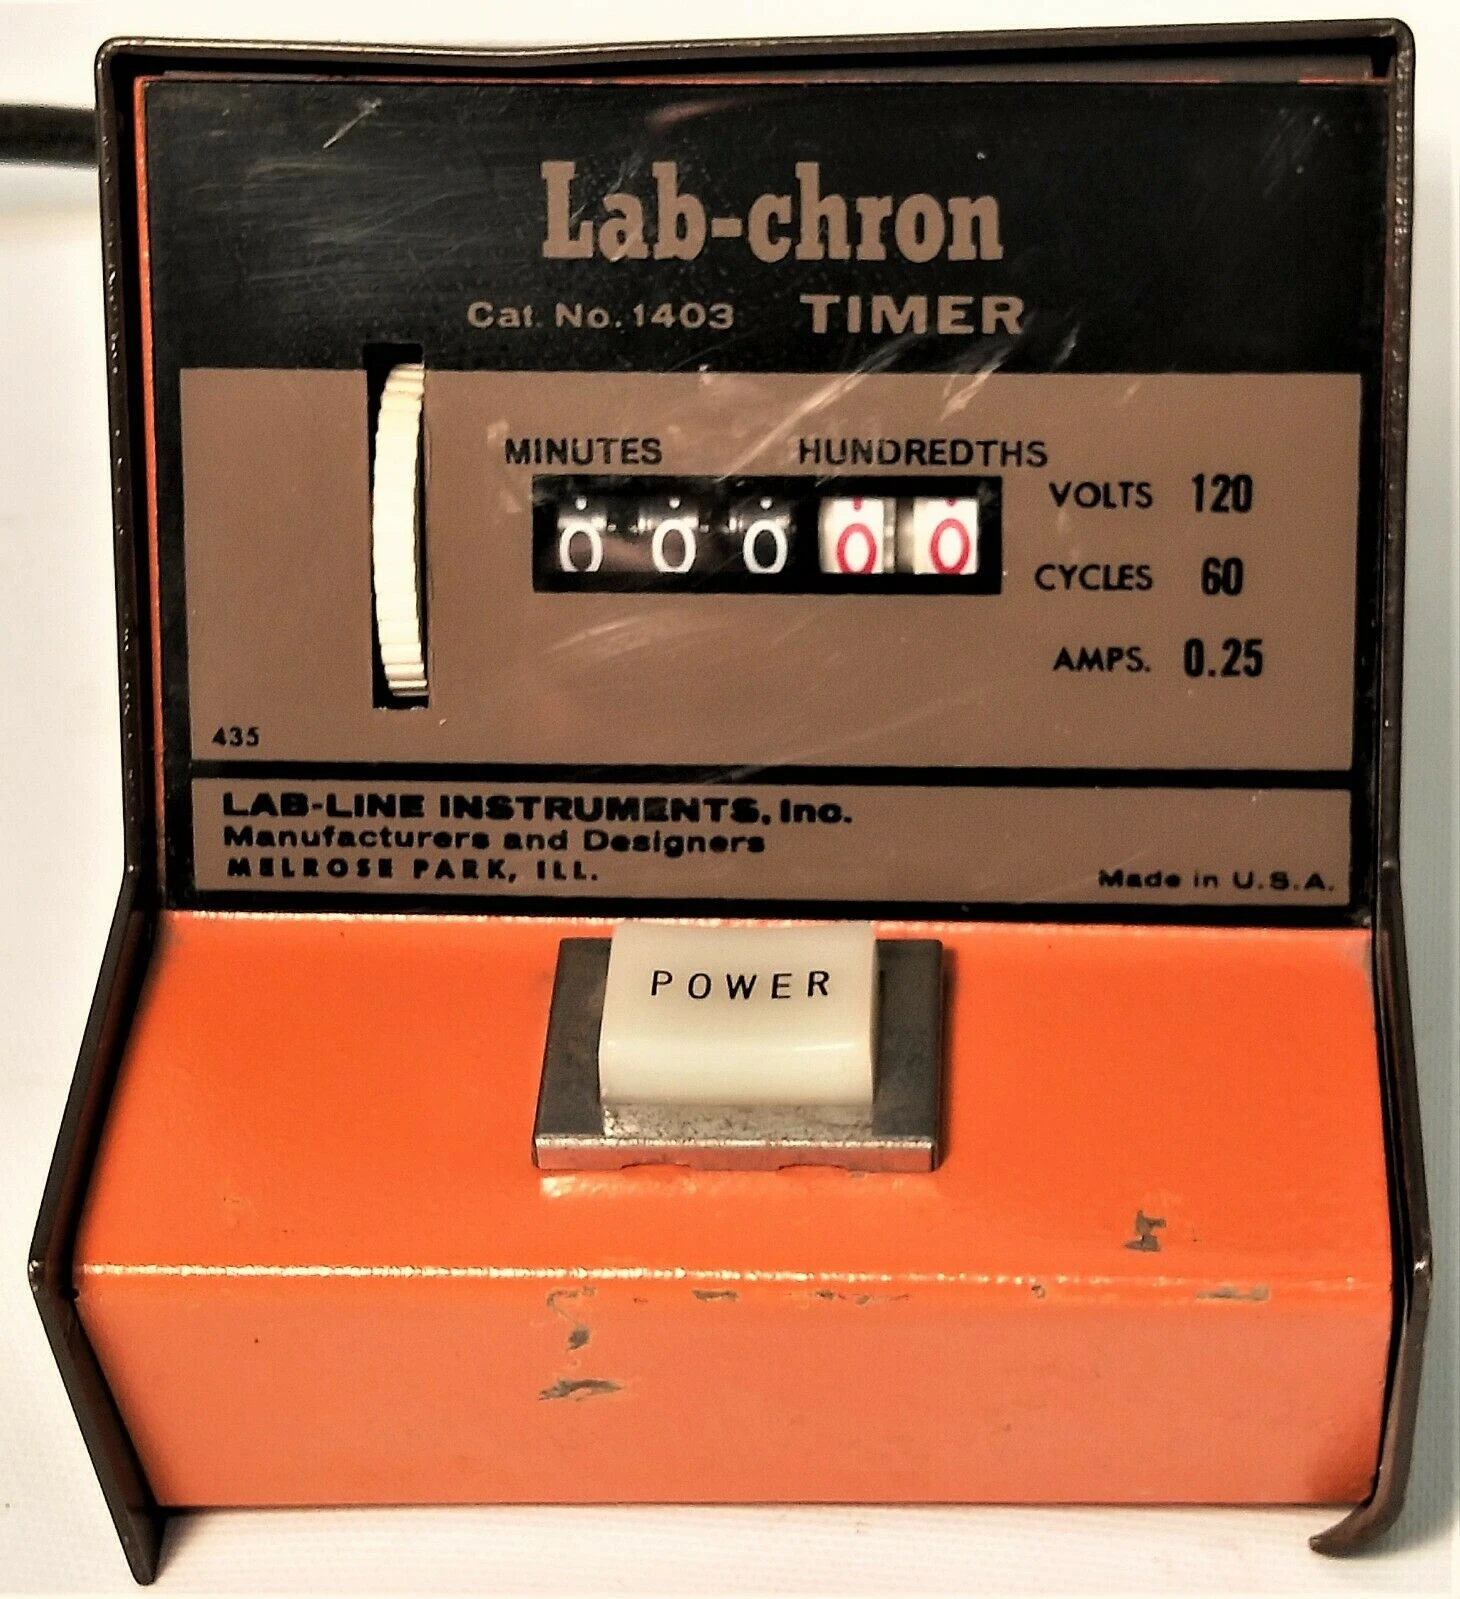 Lab-chron
Cat. No. 1403 TIMER
MINUTES HUNDREDTHS
0 0 0 0 0
VOLTS 120
CYCLES 60
AMPS. 0.25
435
LAB-LINE INSTRUMENTS, Inc.
Manufacturers and Designers
MELROSE PARK, ILL.
Made in U.S.A.
POWER